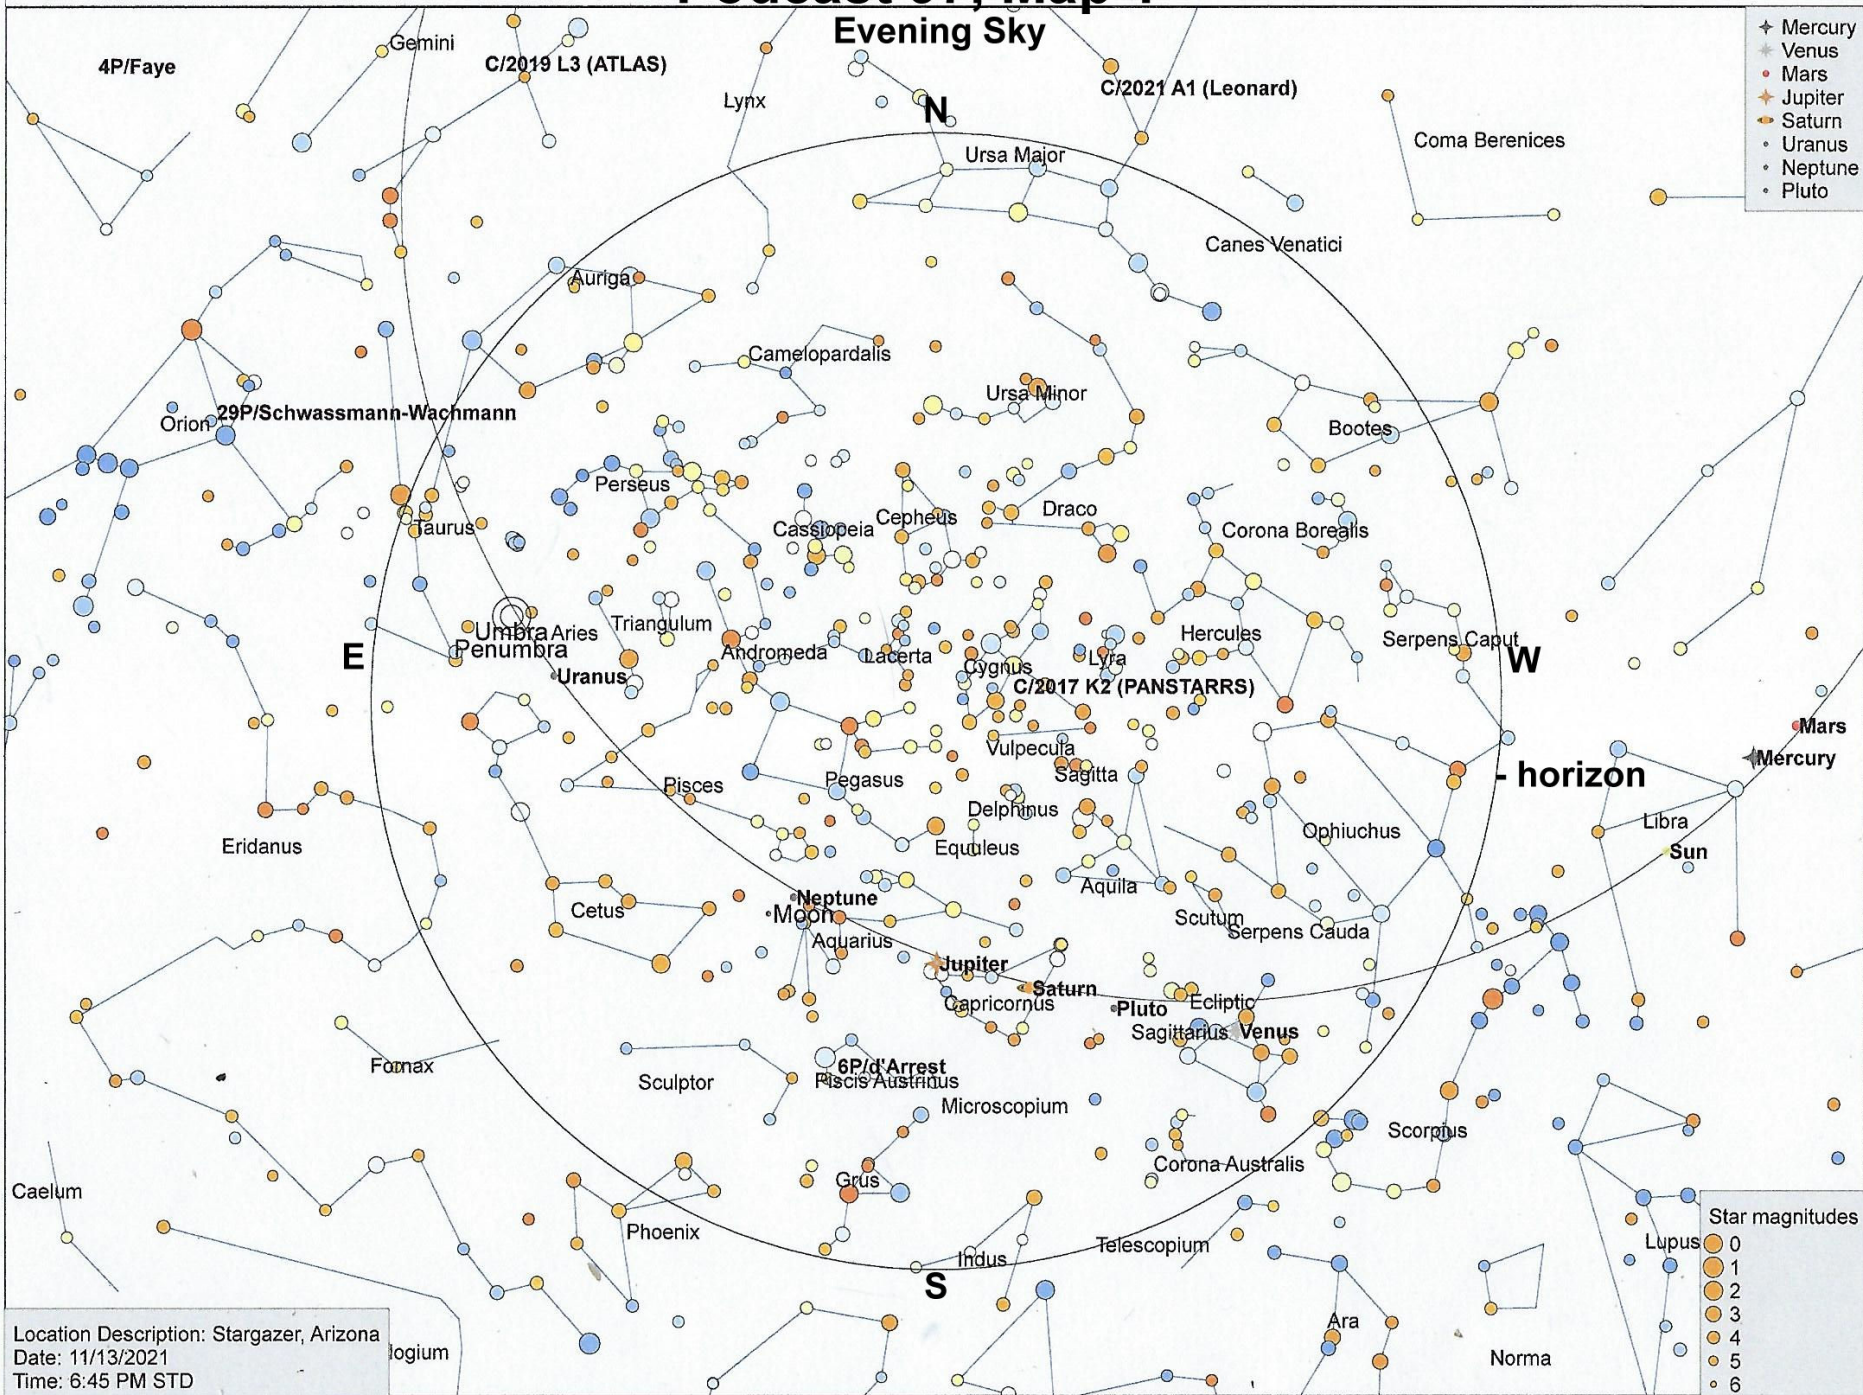 Evening Sky
Gemini
4P/Faye
C/2019 L3 (ATLAS)
Lynx
N
C/2021 A1 (Leonard)
Coma Berenices
Mercury
Venus
Mars
Jupiter
Saturn
Uranus
Neptune
Pluto
Ursa Major
Canes Venatici
Auriga
Camelopardalis
Ursa Minor
Orion
29P/Schwassmann-Wachmann
Bootes
Perseus
Taurus
Cassiopeia
Cepheus
Draco
Corona Borealis
Umbra
Penumbra
Aries
Triangulum
Andromeda
Lacerta
Cygnus
Lyra
Hercules
Serpens Caput
E
W
Uranus
C/2017 K2 (PANSTARRS)
Mars
Mercury
Vulpecula
Sagitta
- horizon
Pisces
Pegasus
Delphinus
Equuleus
Ophiuchus
Libra
Sun
Eridanus
Aquila
Neptune
Moon
Cetus
Aquarius
Scutum
Serpens Cauda
Jupiter
Saturn
Capricornus
Pluto
Ecliptic
Sagittarius
Venus
Fornax
Sculptor
6P/d'Arrest
Piscis Austrinus
Microscopium
Scorpius
Corona Australis
Caelum
Grus
Phoenix
Indus
Telescopium
S
Lupus
Star magnitudes
0
1
2
3
4
5
6
Ara
Norma
logium
Location Description: Stargazer, Arizona
Date: 11/13/2021
Time: 6:45 PM STD